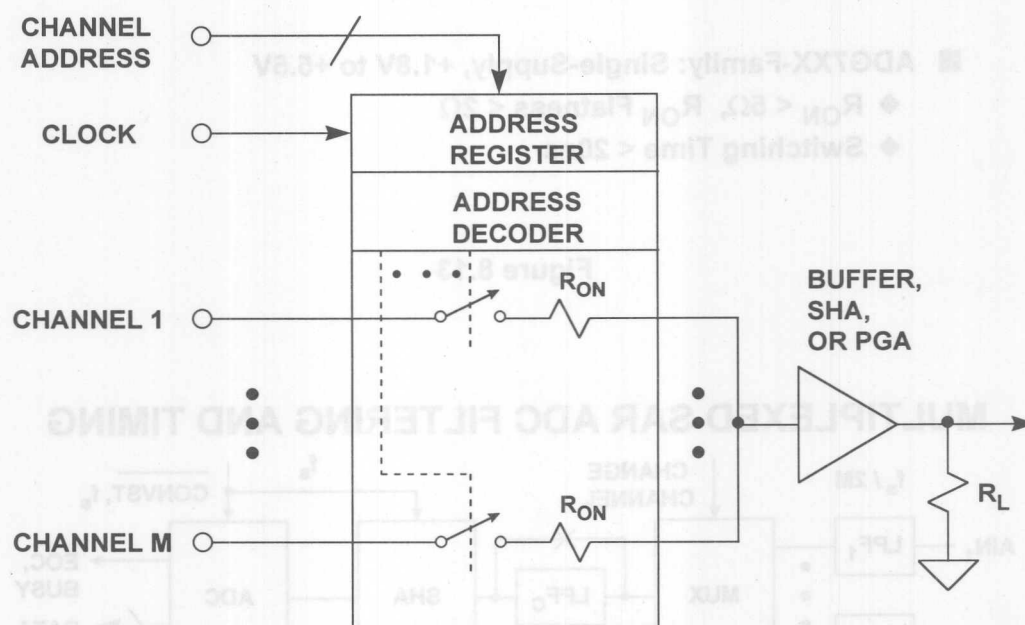 CHANNEL
ADDRESS
CLOCK
ADDRESS
REGISTER
ADDRESS
DECODER
CHANNEL 1
R_ON
BUFFER,
SHA,
OR PGA
CHANNEL M
R_ON
R_L